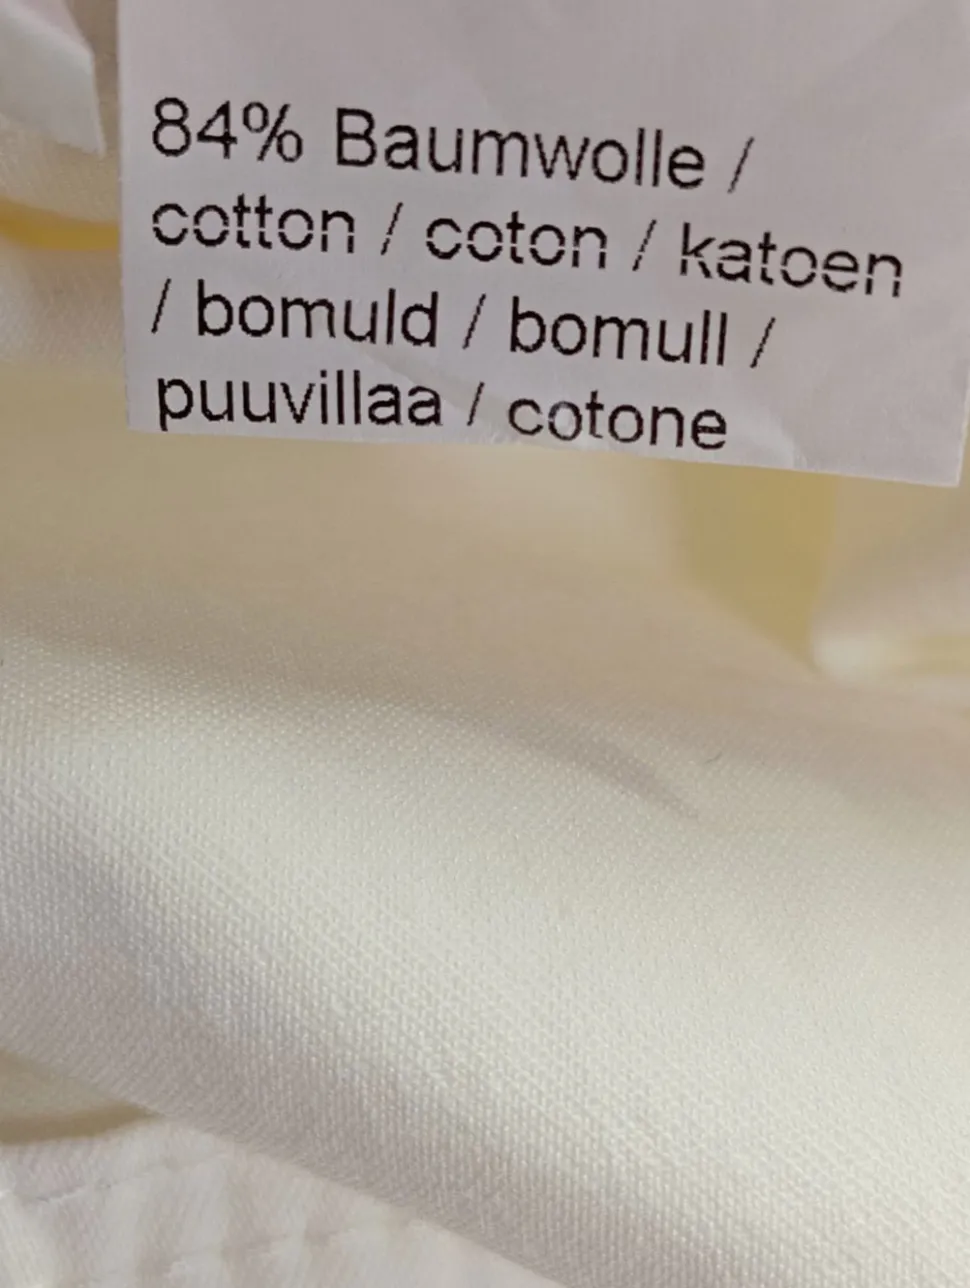 84% Baumwolle /
cotton / coton / katoen
/ bomuld / bomull /
puuvillaa / cotone